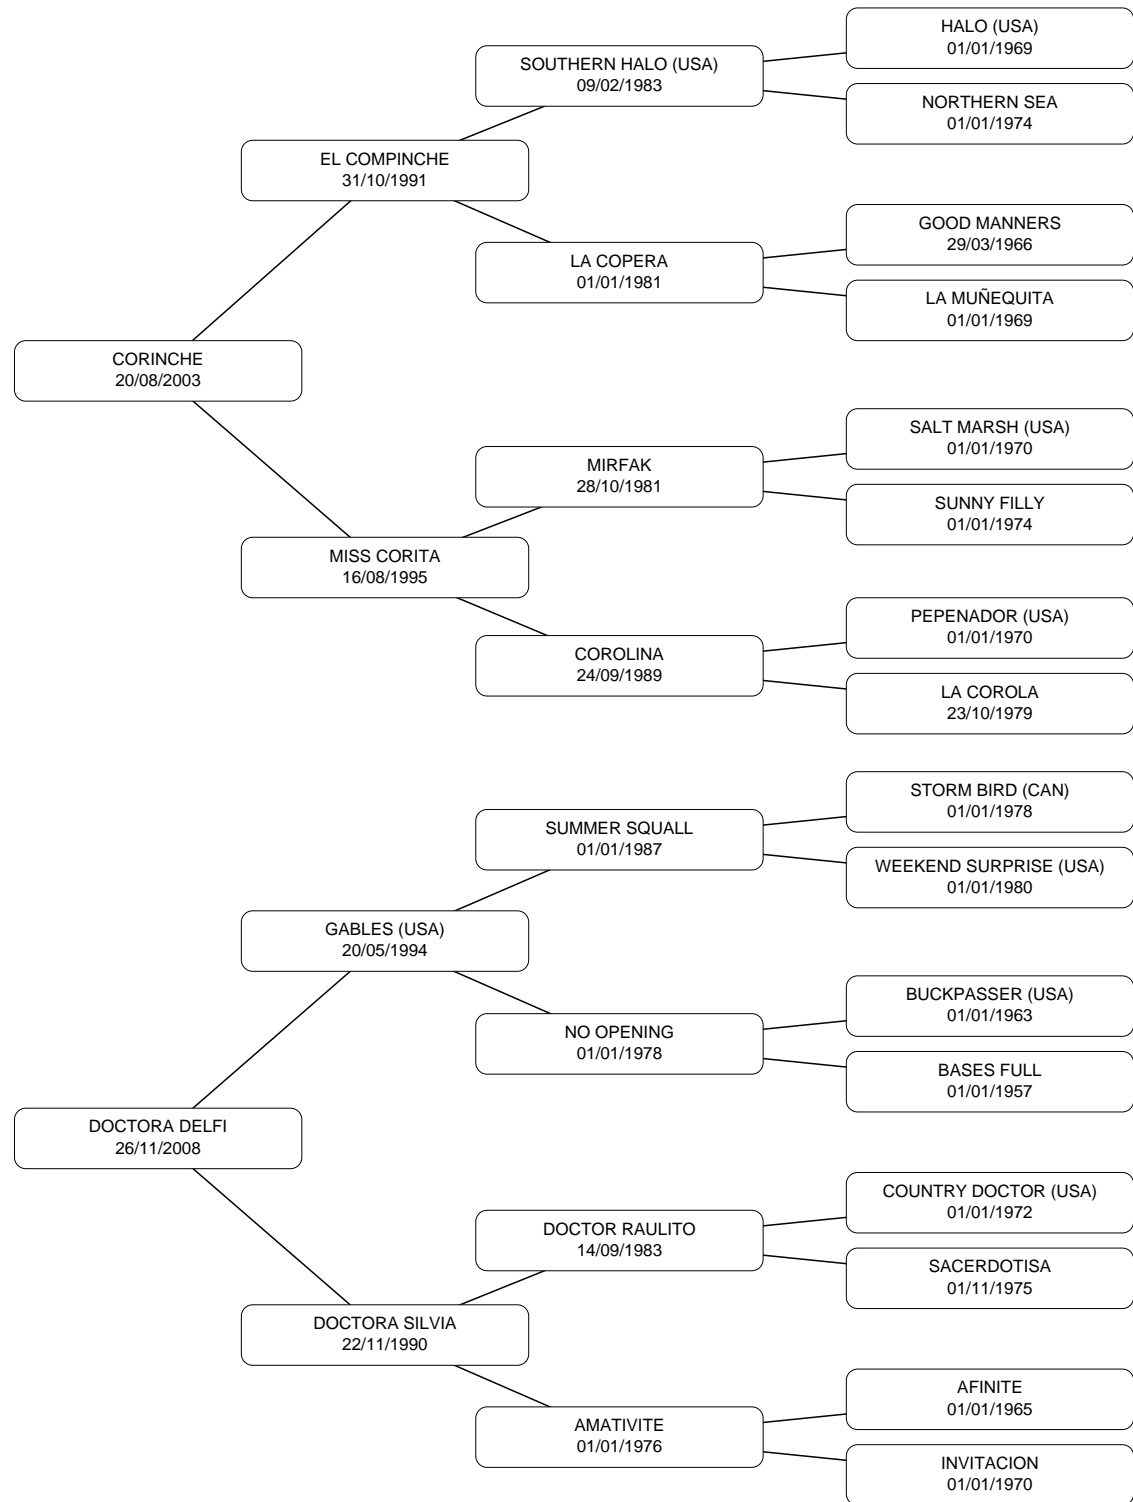 HALO (USA)
01/01/1969
SOUTHERN HALO (USA)
09/02/1983
NORTHERN SEA
01/01/1974
EL COMPINCHE
31/10/1991
GOOD MANNERS
29/03/1966
LA COPERA
01/01/1981
LA MUÑEQUITA
01/01/1969
CORINCHE
20/08/2003
SALT MARSH (USA)
01/01/1970
MIRFAK
28/10/1981
SUNNY FILLY
01/01/1974
MISS CORITA
16/08/1995
PEPENADOR (USA)
01/01/1970
COROLINA
24/09/1989
LA COROLA
23/10/1979
STORM BIRD (CAN)
01/01/1978
SUMMER SQUALL
01/01/1987
WEEKEND SURPRISE (USA)
01/01/1980
GABLES (USA)
20/05/1994
BUCKPASSER (USA)
01/01/1963
NO OPENING
01/01/1978
BASES FULL
01/01/1957
DOCTORA DELFI
26/11/2008
COUNTRY DOCTOR (USA)
01/01/1972
DOCTOR RAULITO
14/09/1983
SACERDOTISA
01/11/1975
DOCTORA SILVIA
22/11/1990
AFINITE
01/01/1965
AMATIVITE
01/01/1976
INVITACION
01/01/1970